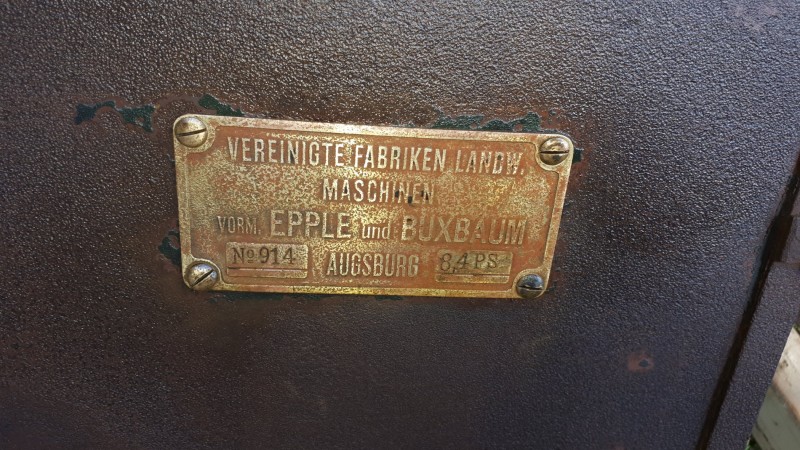 VEREINIGTE FABRIKEN LANDW.
MASCHINEN
VORM. EPPLE und BUXBAUM
No 914 AUGSBURG 8,4 PS